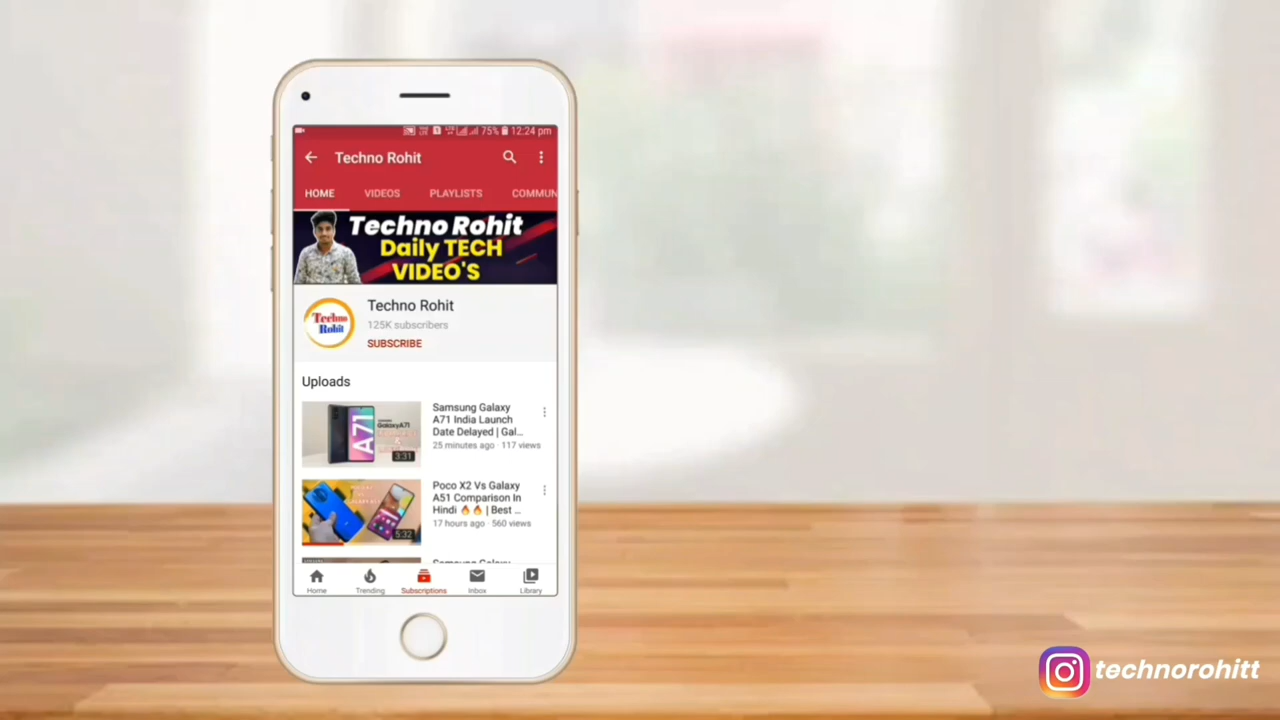 75% 12:24 pm
Techno Rohit
HOME VIDEOS PLAYLISTS COMMUN
Techno Rohit
Daily TECH
VIDEO'S
Techno
Rohit
Techno Rohit
125K subscribers
SUBSCRIBE
Uploads
Samsung Galaxy
A71 India Launch
Date Delayed | Gal...
25 minutes ago · 117 views
GalaxyA71
A71
3:31
Poco X2 Vs Galaxy
A51 Comparison In
Hindi 🔥🔥 | Best ...
17 hours ago · 560 views
5:32
Samsung Galaxy
Home Trending Subscriptions Inbox Library
technorohitt